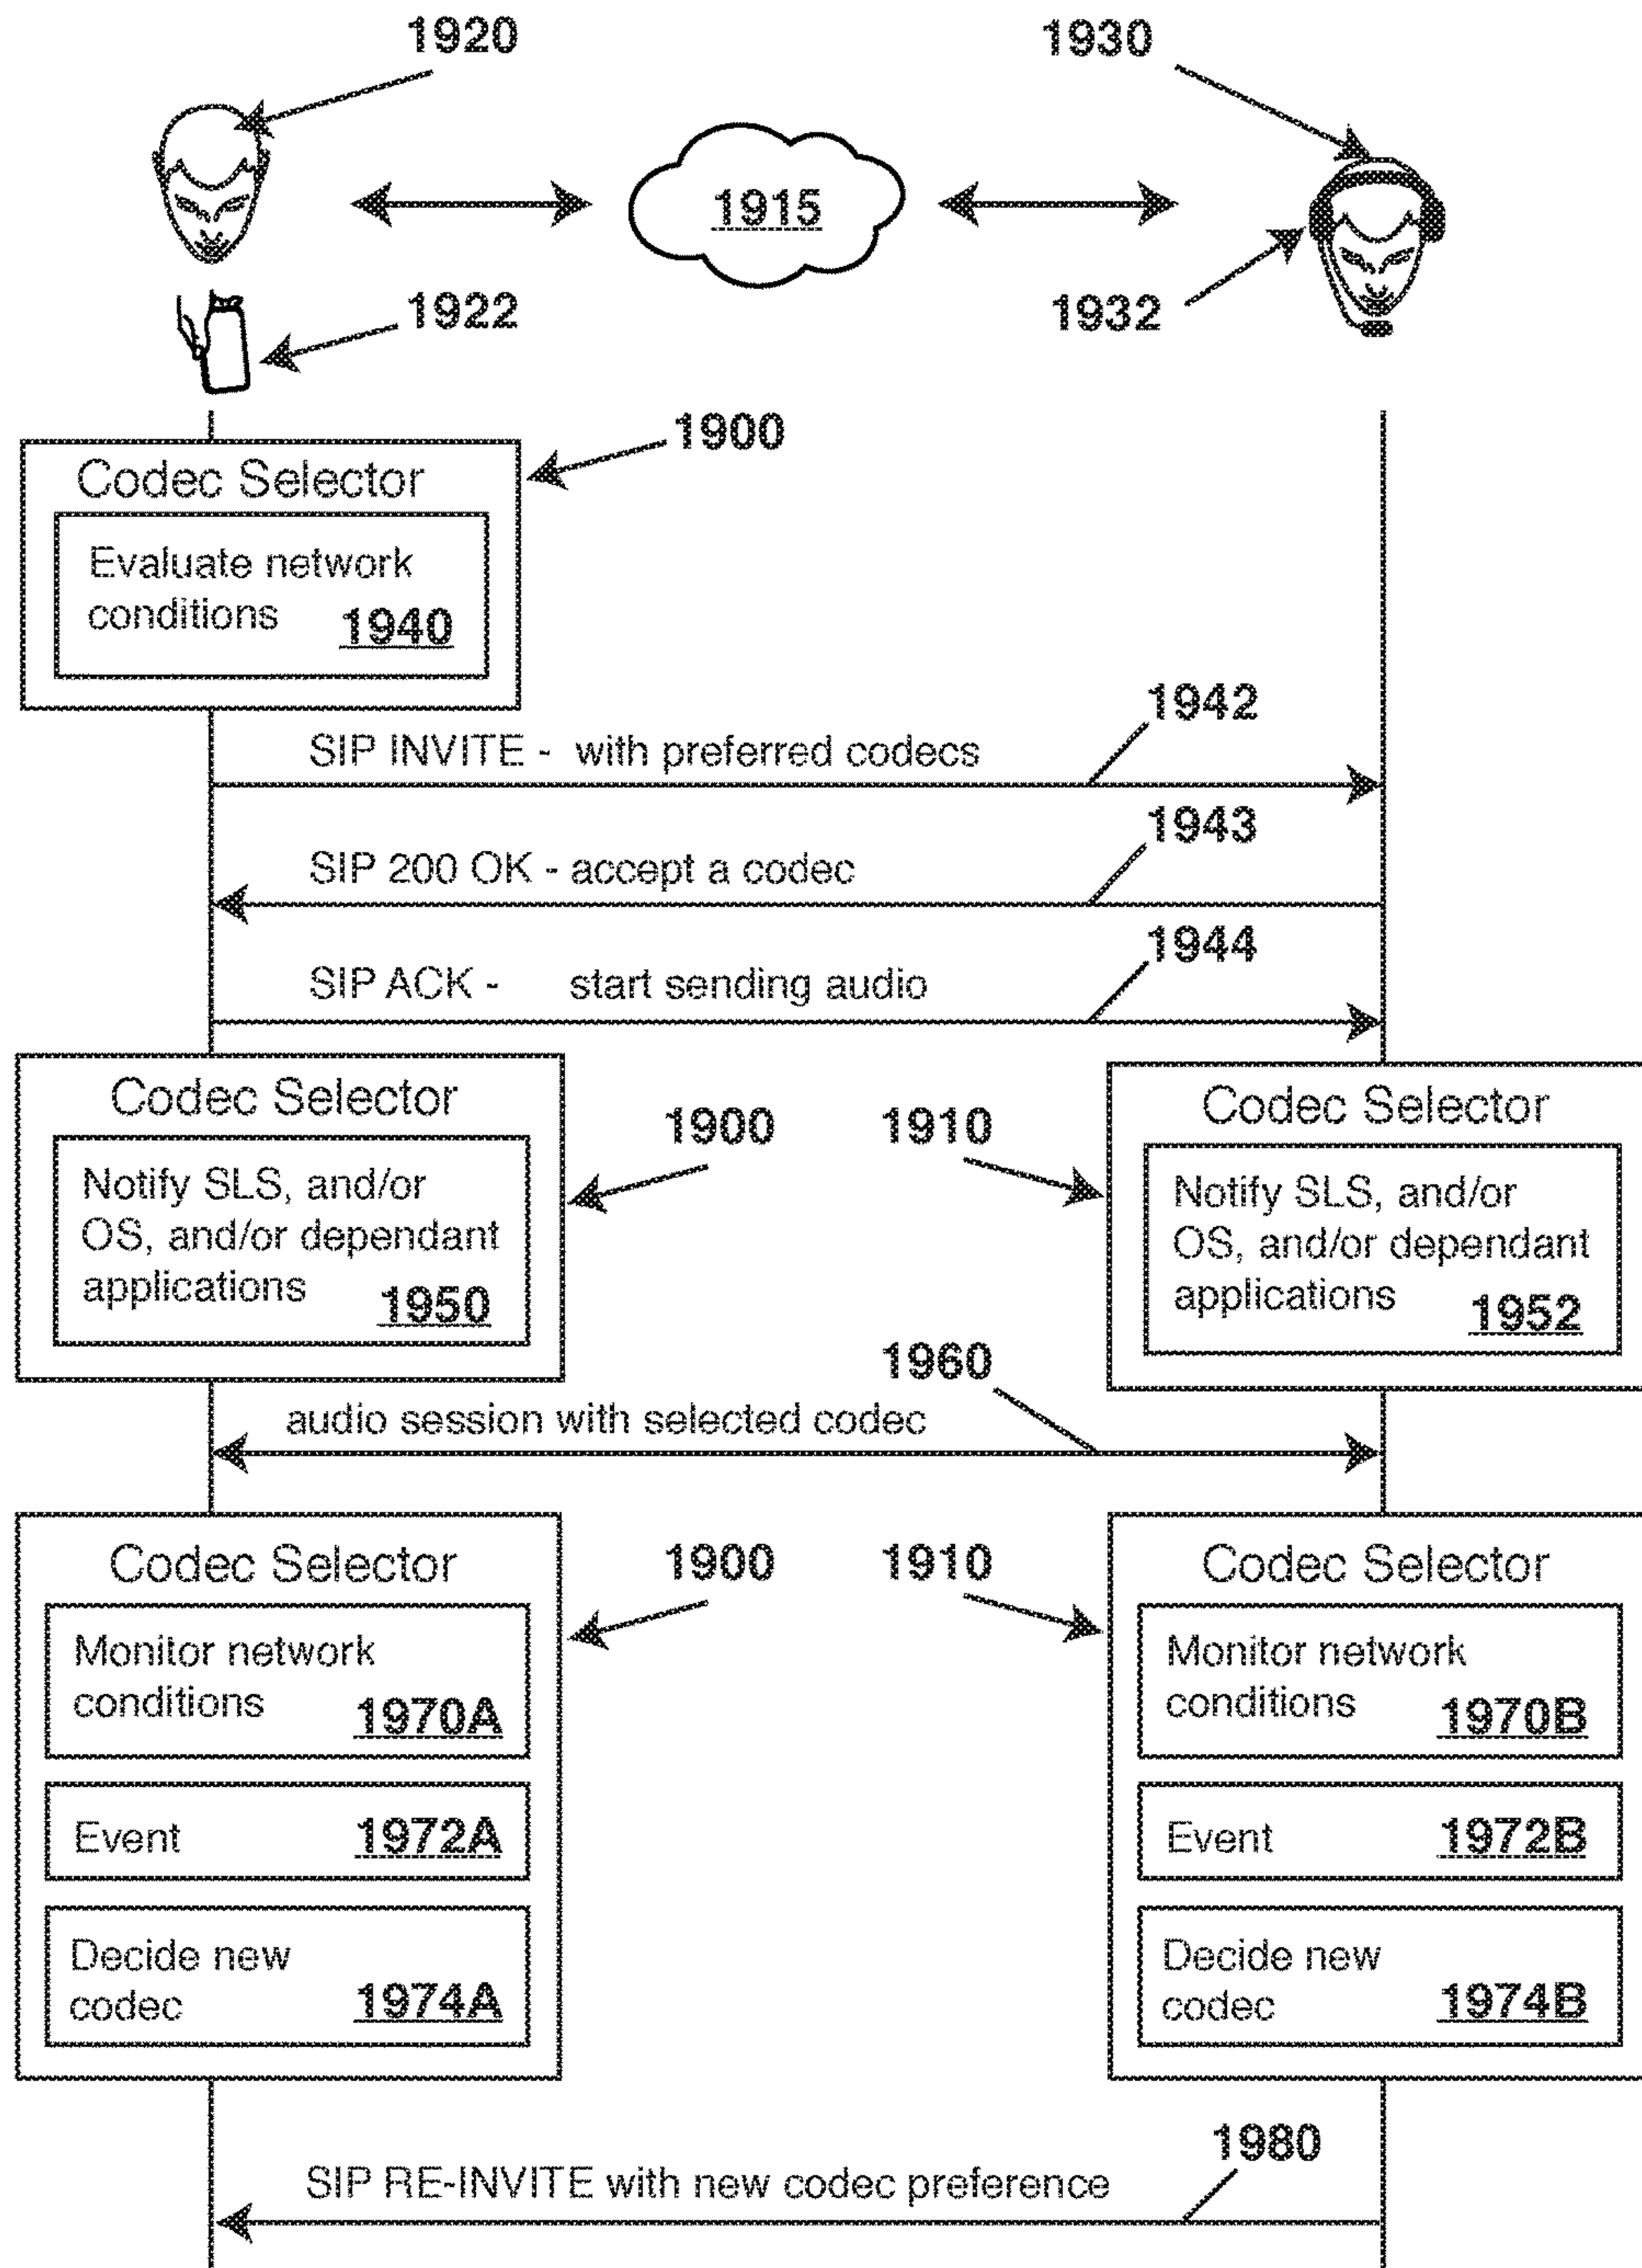 1920
1930
1915
1922
1932
1900
Codec Selector
Evaluate network
conditions 1940
1942
SIP INVITE - with preferred codecs
1943
SIP 200 OK - accept a codec
1944
SIP ACK - start sending audio
Codec Selector
Notify SLS, and/or
OS, and/or dependant
applications 1950
1900
1910
Codec Selector
Notify SLS, and/or
OS, and/or dependant
applications 1952
1960
audio session with selected codec
Codec Selector
Monitor network
conditions 1970A
Event 1972A
Decide new
codec 1974A
1900
1910
Codec Selector
Monitor network
conditions 1970B
Event 1972B
Decide new
codec 1974B
1980
SIP RE-INVITE with new codec preference